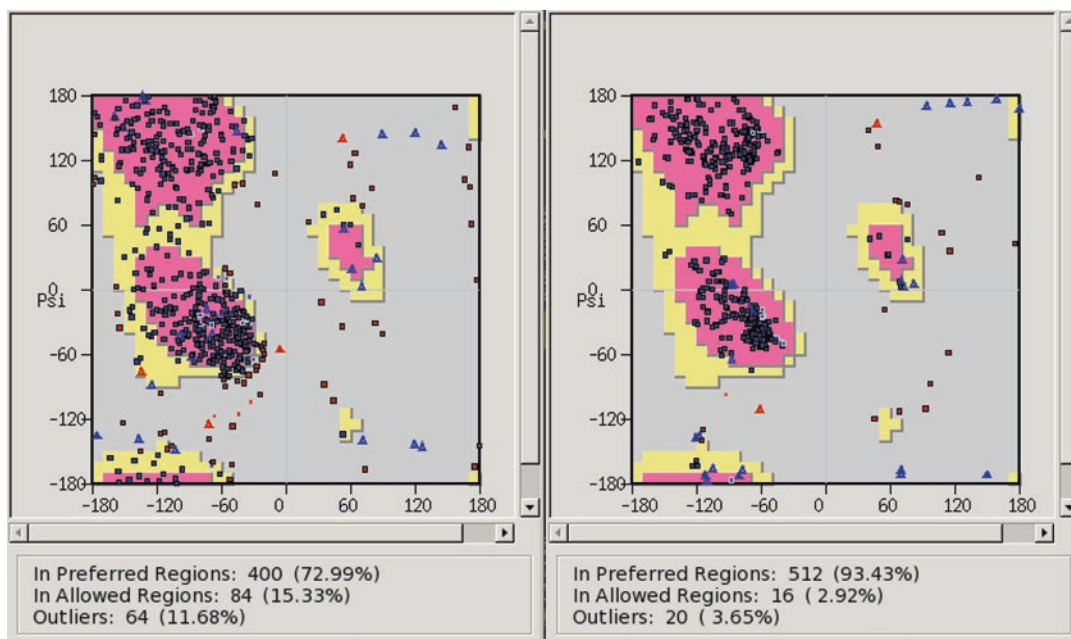 180
120
60
0
Psi
-60
-120
-180
-180 -120 -60 0 60 120 180
In Preferred Regions: 400 (72.99%)
In Allowed Regions: 84 (15.33%)
Outliers: 64 (11.68%)
180
120
60
0
Psi
-60
-120
-180
-180 -120 -60 0 60 120 180
In Preferred Regions: 512 (93.43%)
In Allowed Regions: 16 ( 2.92%)
Outliers: 20 ( 3.65%)